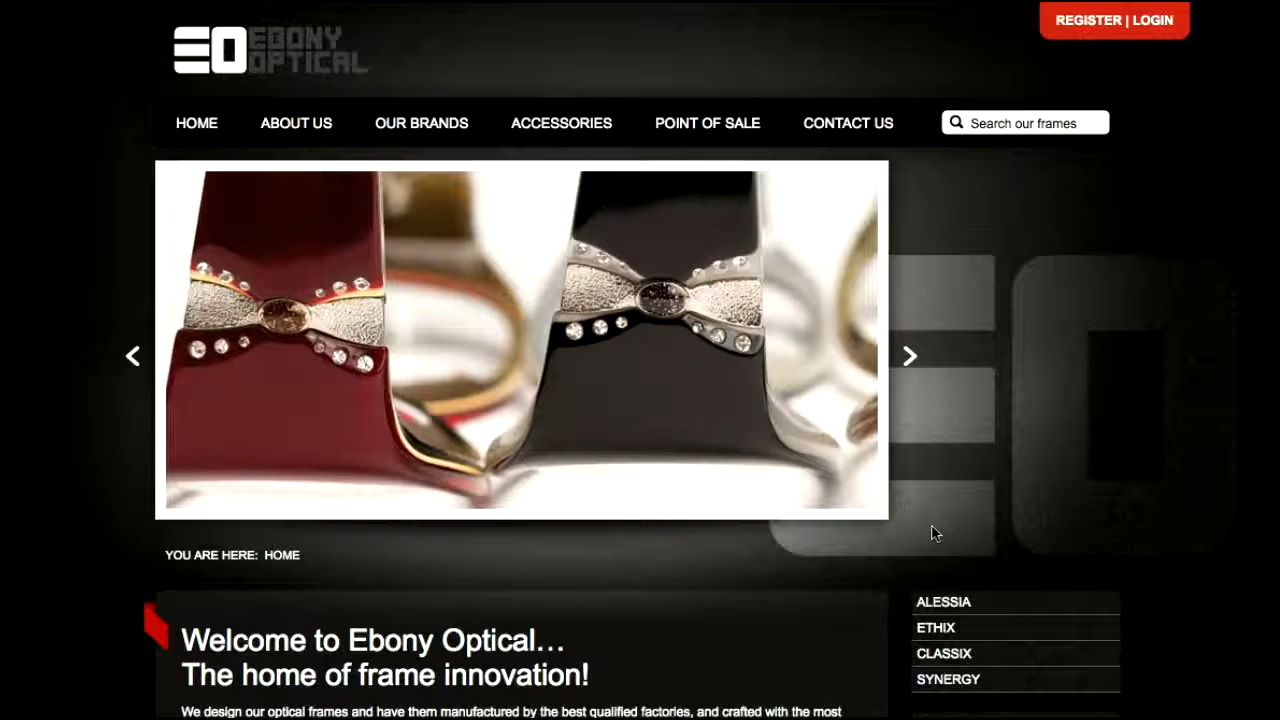 REGISTER | LOGIN
EO EBONY
OPTICAL
HOME ABOUT US OUR BRANDS ACCESSORIES POINT OF SALE CONTACT US Search our frames
EO
YOU ARE HERE: HOME
Welcome to Ebony Optical...
The home of frame innovation!
We design our optical frames and have them manufactured by the best qualified factories, and crafted with the most
ALESSIA
ETHIX
CLASSIX
SYNERGY